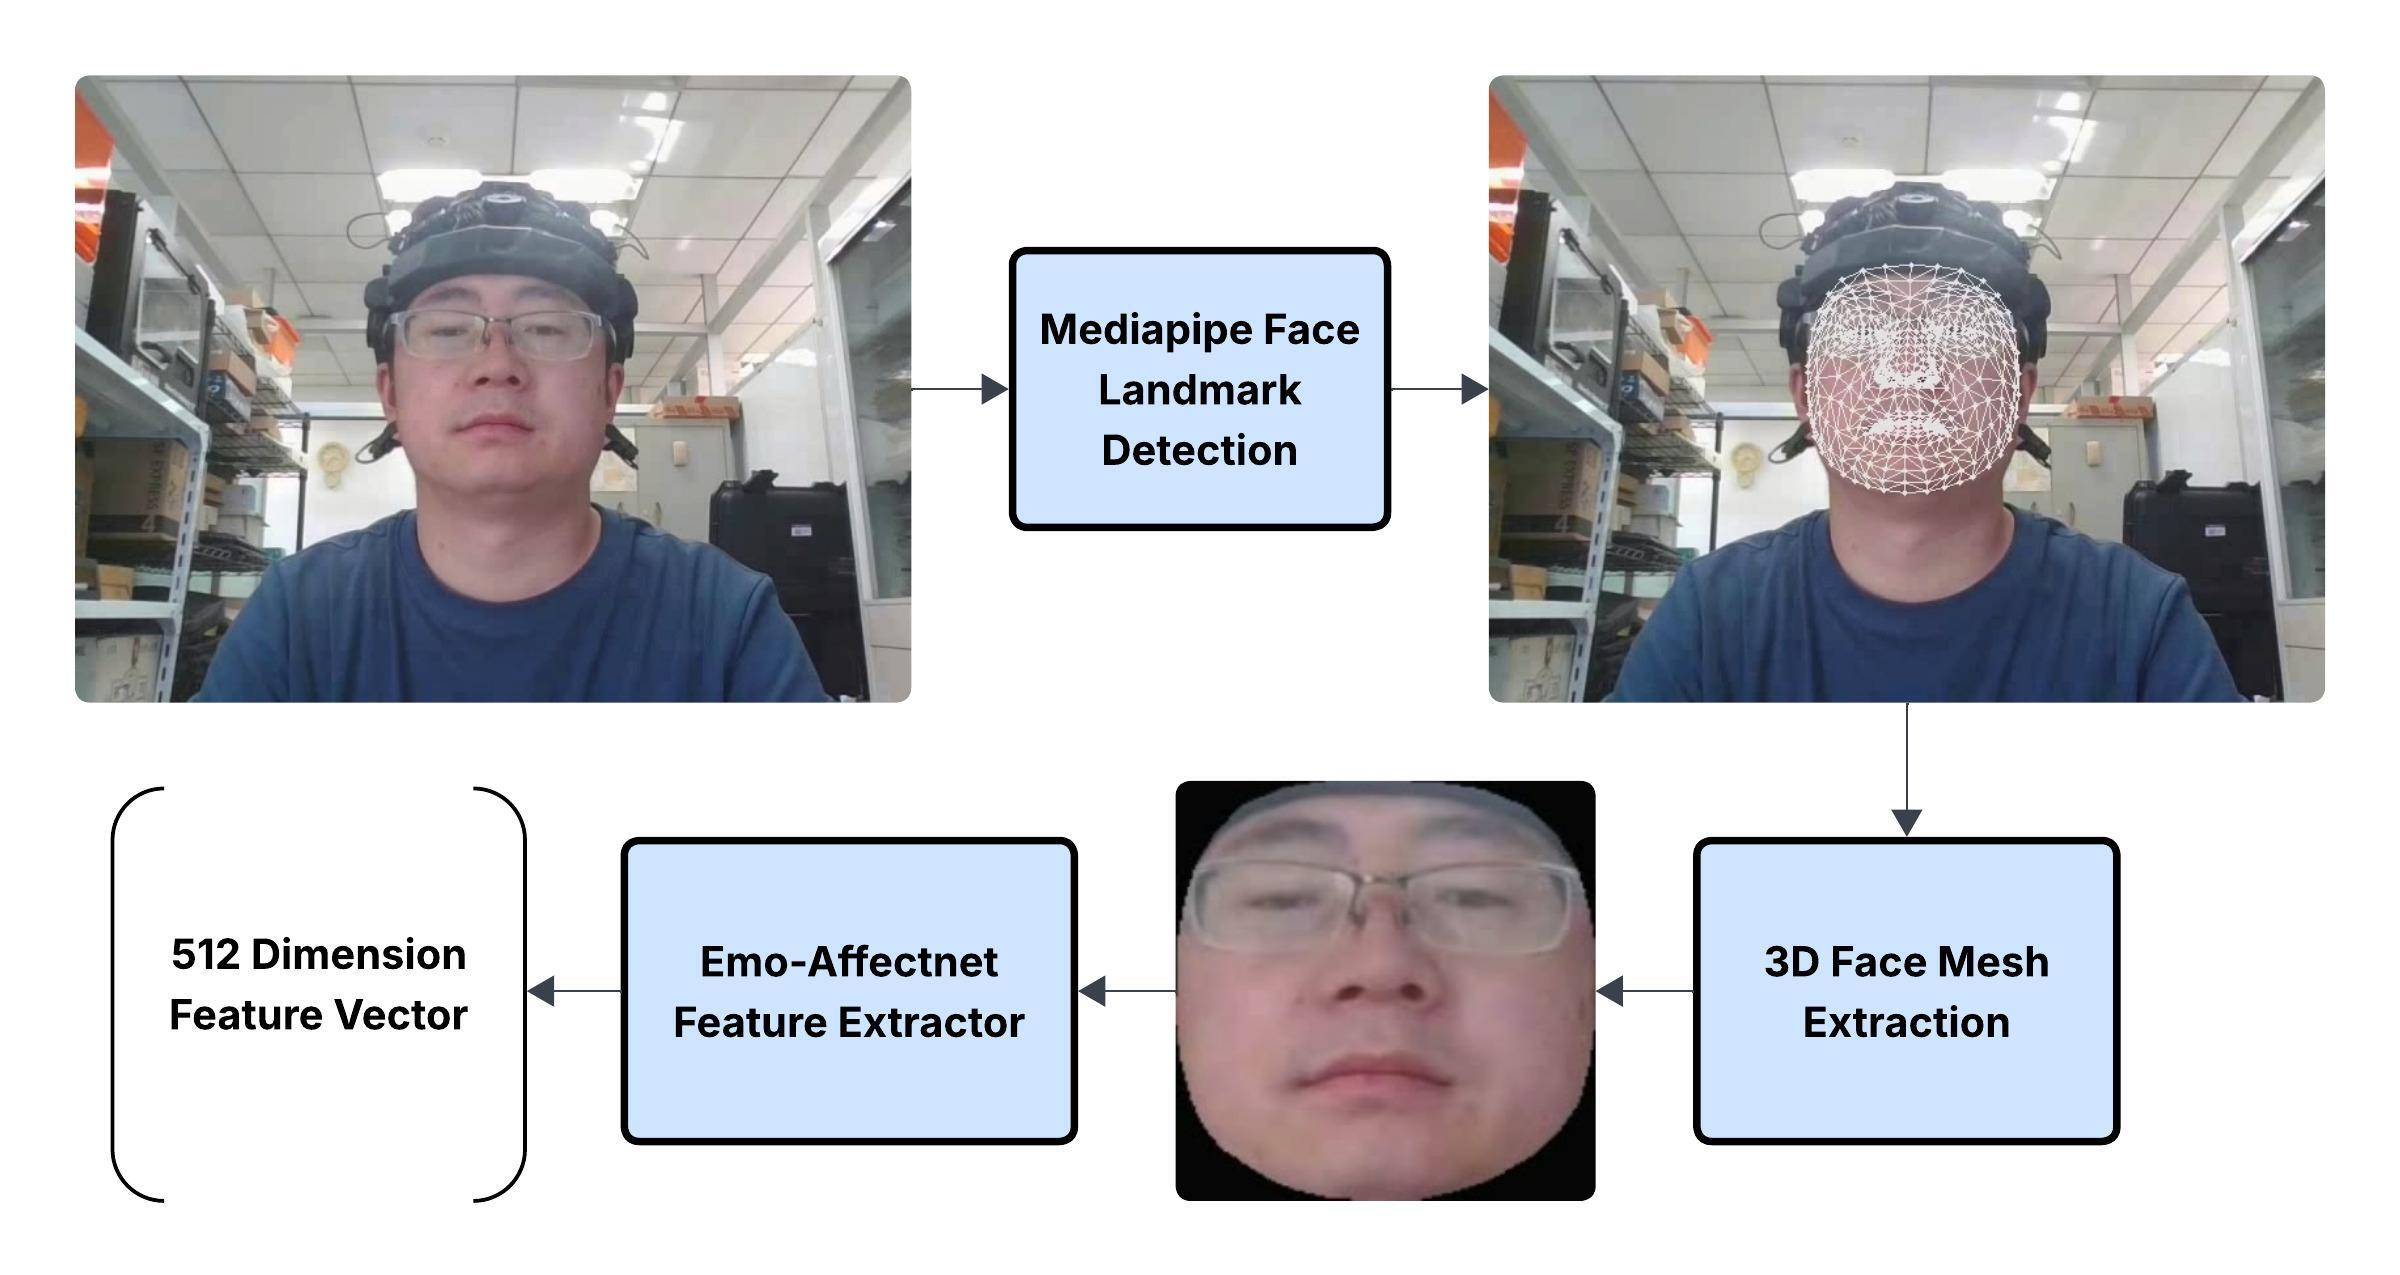 Mediapipe Face
Landmark
Detection
3D Face Mesh
Extraction
Emo-Affectnet
Feature Extractor
512 Dimension
Feature Vector